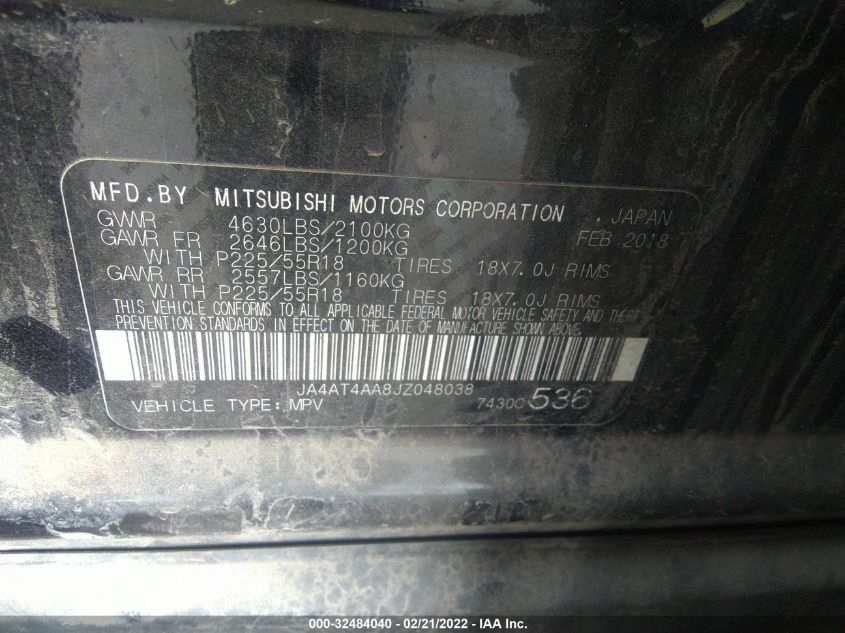 MFD.BY MITSUBISHI MOTORS CORPORATION , JAPAN
GVWR 4630LBS/2100KG FEB 2018
GAWR FR 2646LBS/1200KG
WITH P225/55R18 TIRES 18X7.0J RIMS
GAWR RR 2557LBS/1160KG
WITH P225/55R18 TIRES 18X7.0J RIMS
THIS VEHICLE CONFORMS TO ALL APPLICABLE FEDERAL MOTOR VEHICLE SAFETY AND THEFT
PREVENTION STANDARDS IN EFFECT ON THE DATE OF MANUFACTURE SHOWN ABOVE.
JA4AT4AA8JZ048038
VEHICLE TYPE: MPV 7430C 536
000-32484040 - 02/21/2022 - IAA Inc.